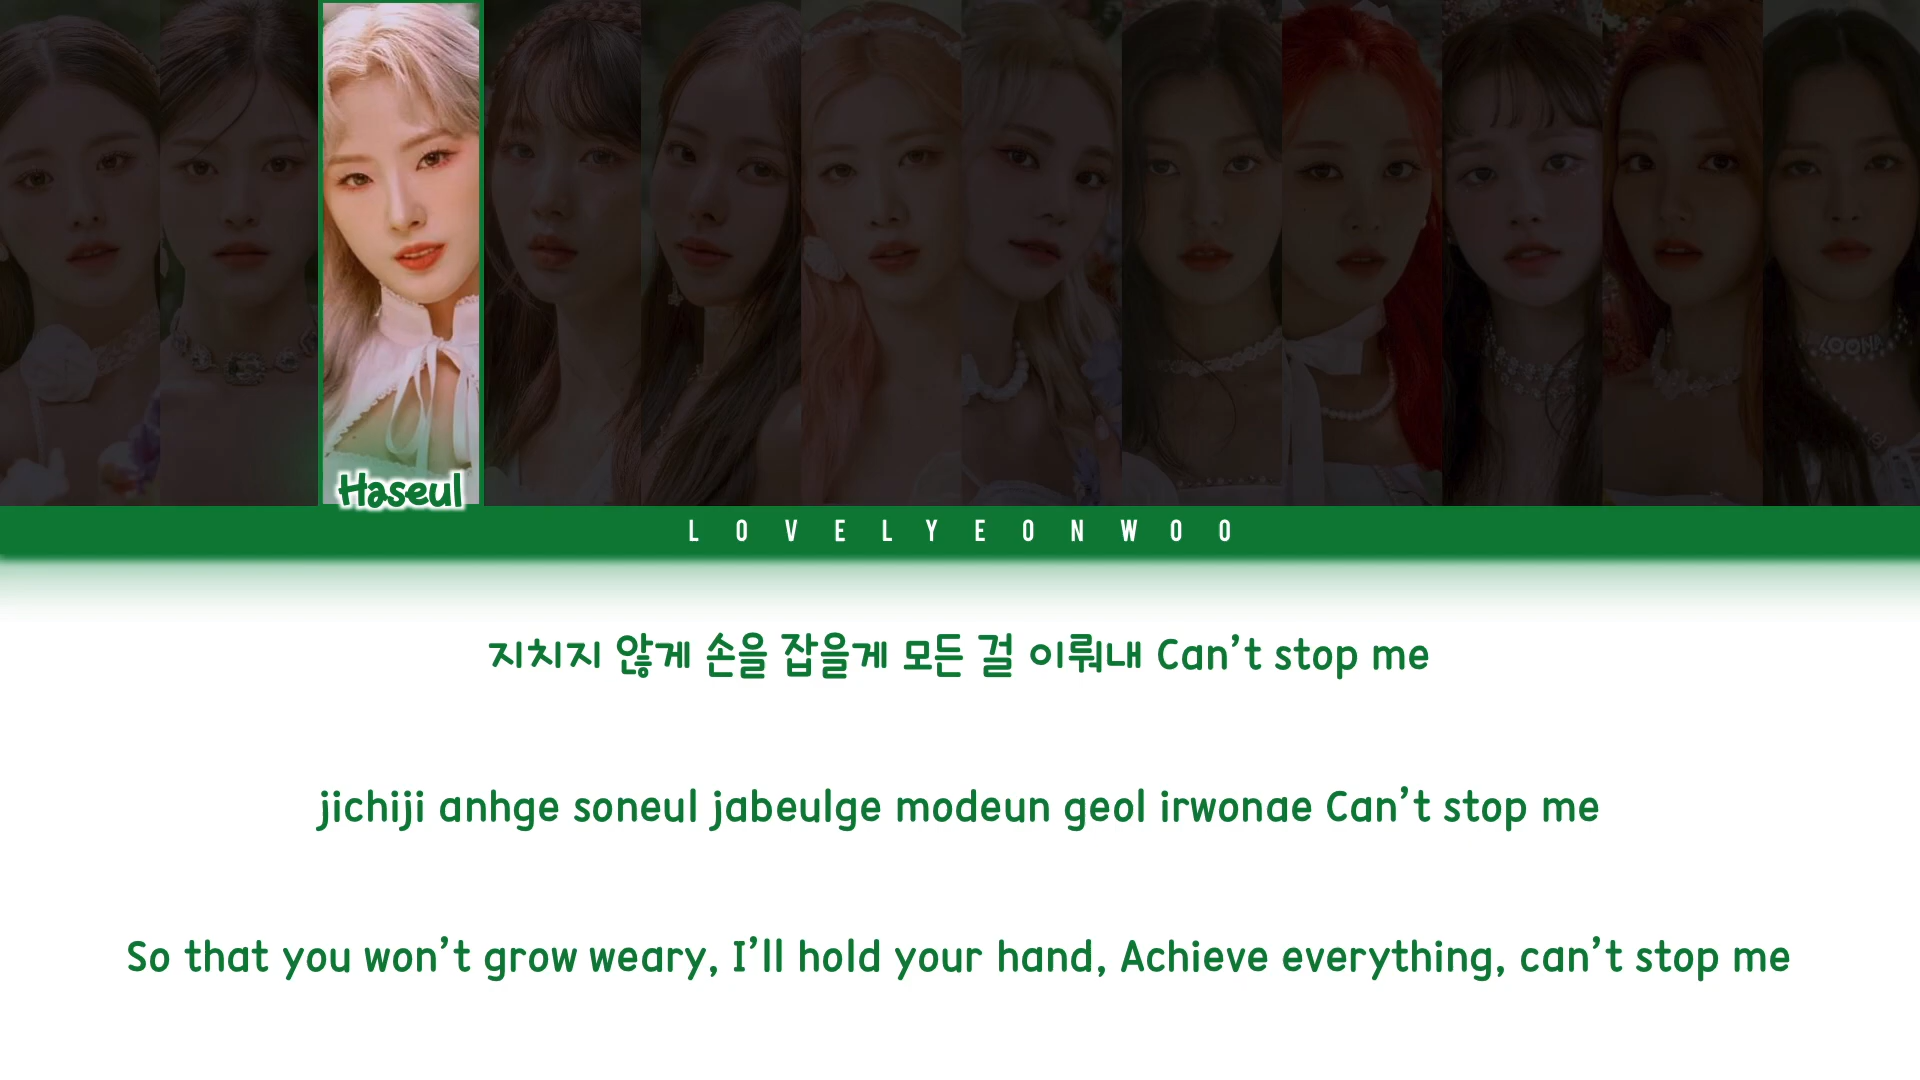 LOONA
Haseul
LOVELYEONWOO
지치지 않게 손을 잡을게 모든 걸 이뤄내 Can’t stop me
jichiji anhge soneul jabeulge modeun geol irwonae Can’t stop me
So that you won’t grow weary, I’ll hold your hand, Achieve everything, can’t stop me